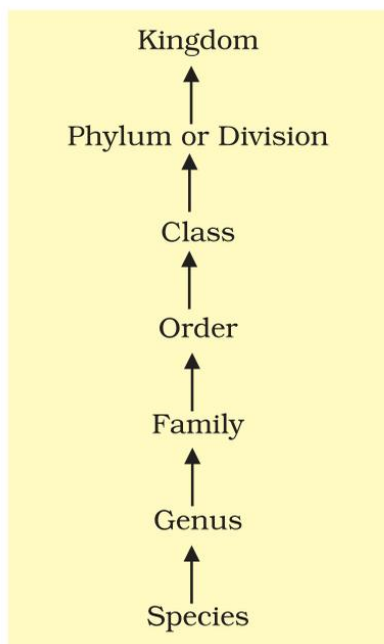 Kingdom
Phylum or Division
Class
Order
Family
Genus
Species